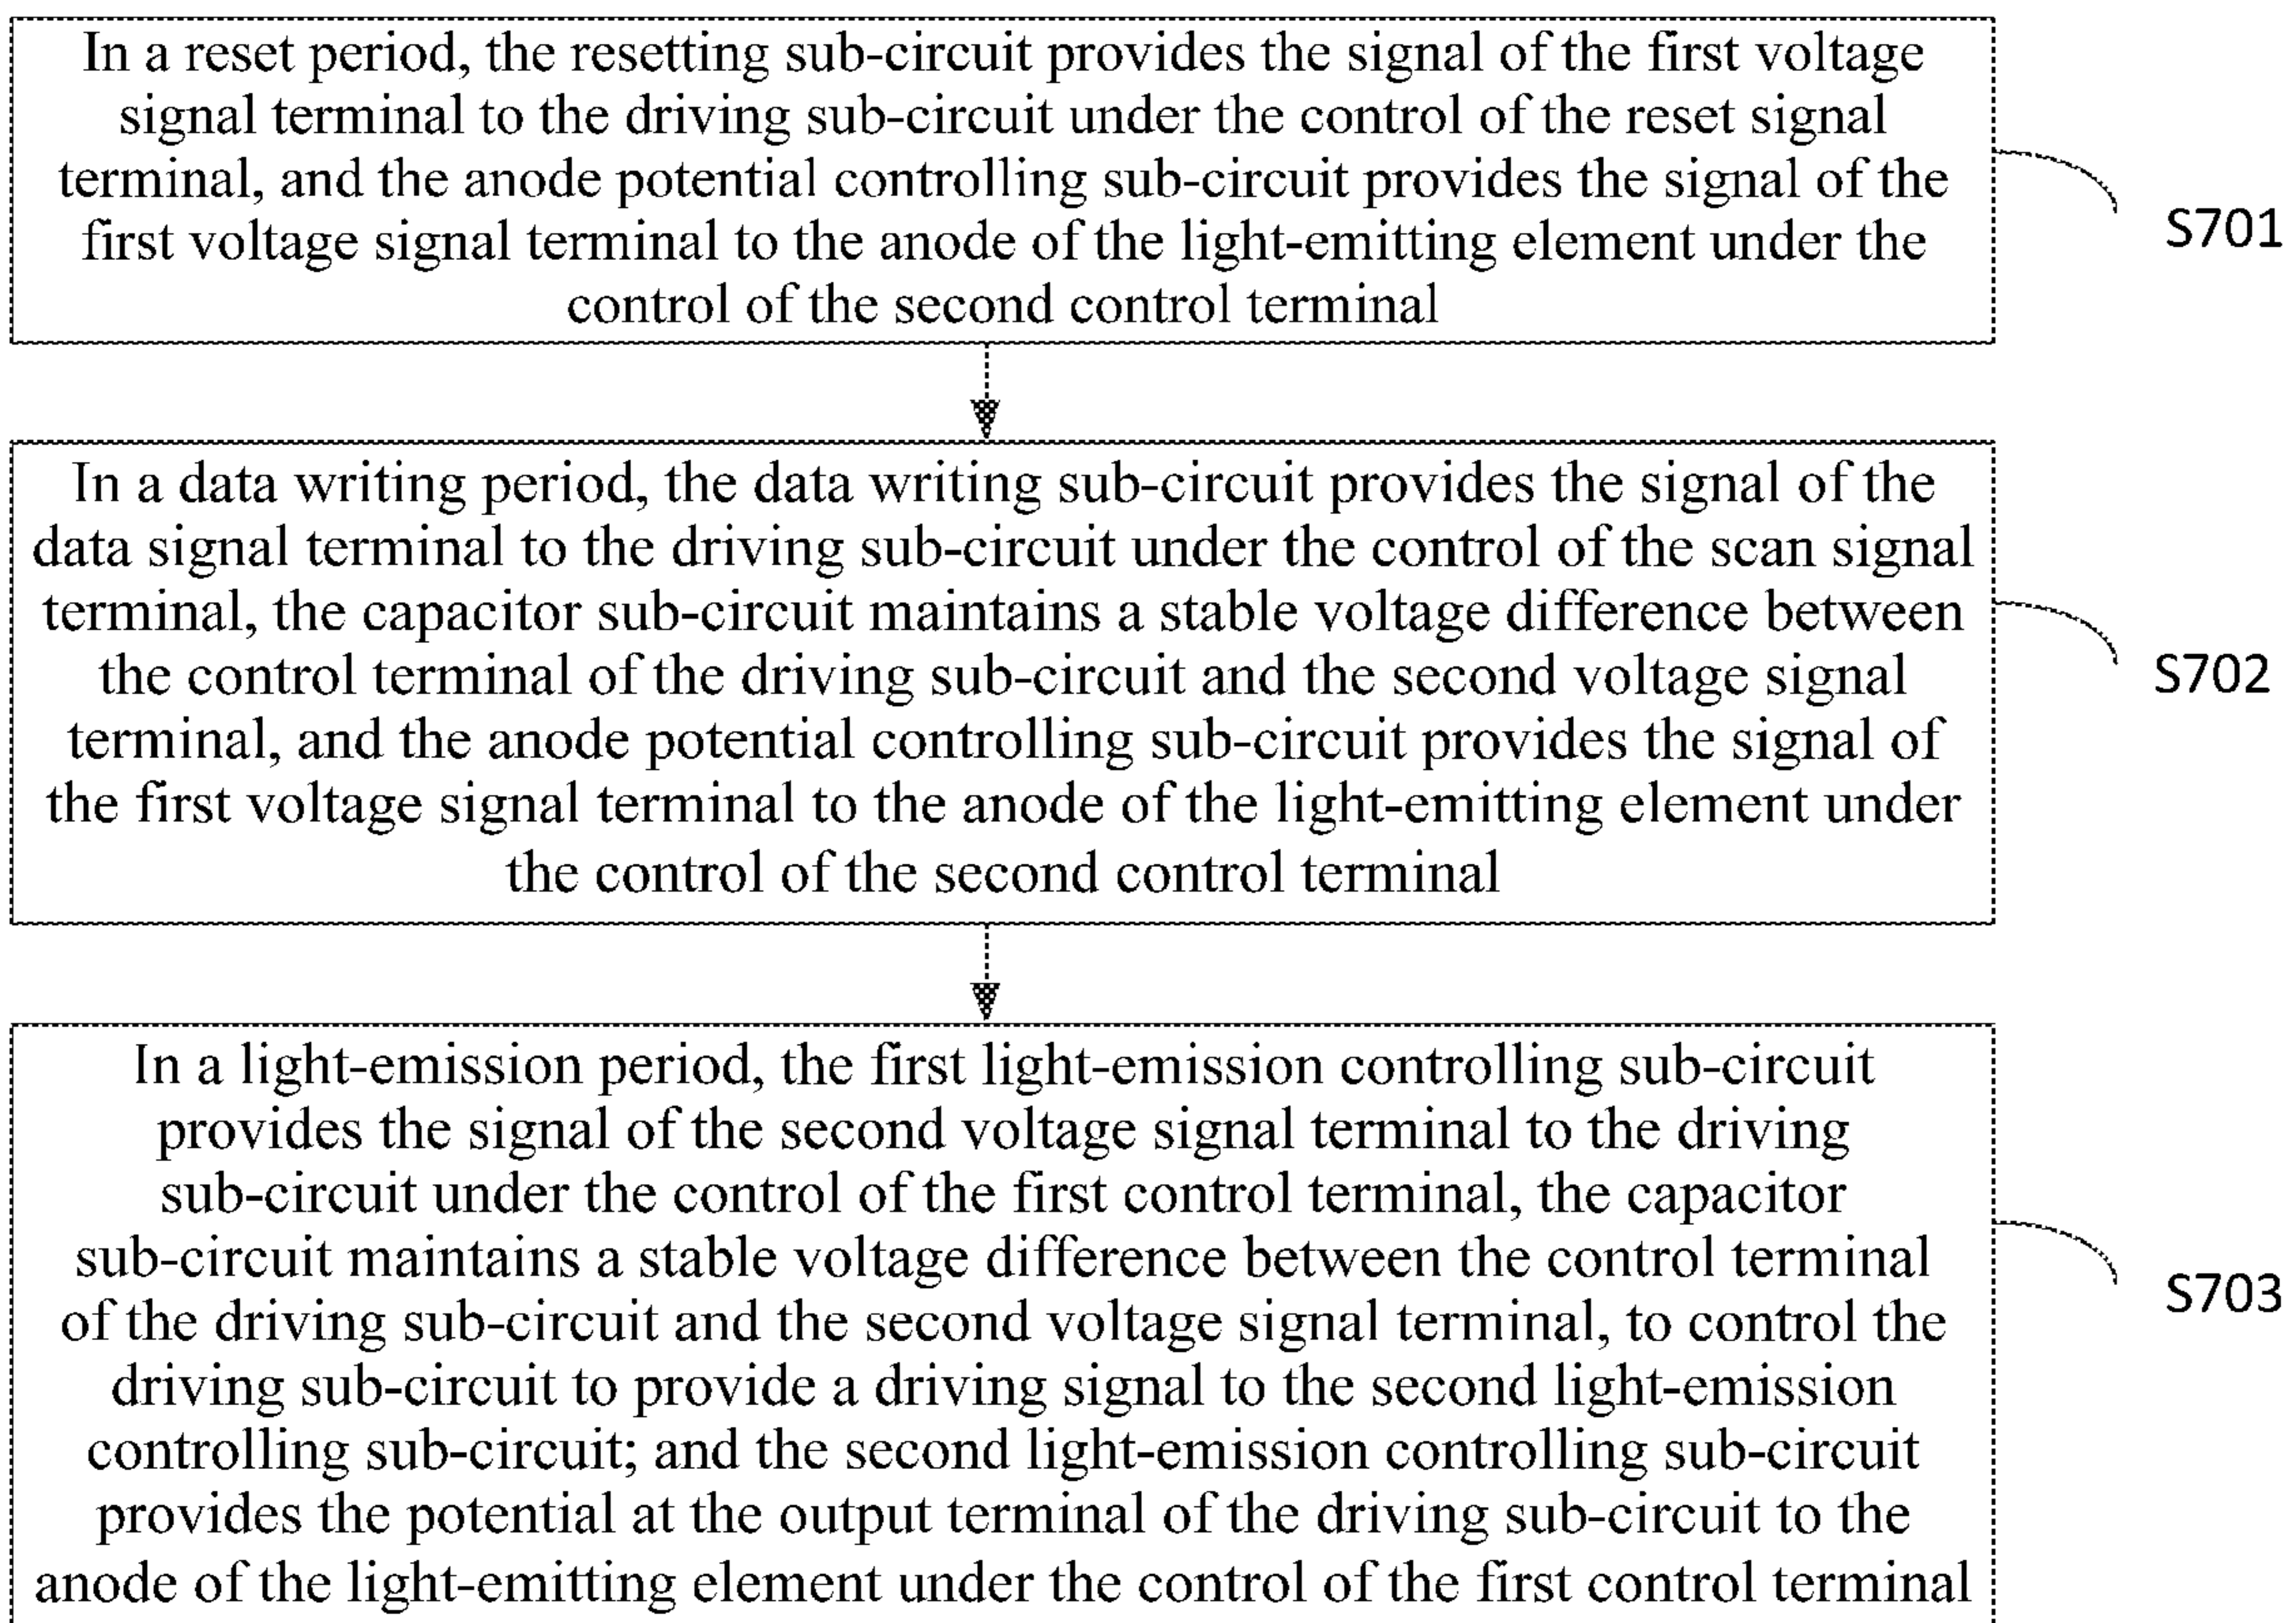 In a reset period, the resetting sub-circuit provides the signal of the first voltage
signal terminal to the driving sub-circuit under the control of the reset signal
terminal, and the anode potential controlling sub-circuit provides the signal of the
first voltage signal terminal to the anode of the light-emitting element under the
control of the second control terminal
S701
In a data writing period, the data writing sub-circuit provides the signal of the
data signal terminal to the driving sub-circuit under the control of the scan signal
terminal, the capacitor sub-circuit maintains a stable voltage difference between
the control terminal of the driving sub-circuit and the second voltage signal
terminal, and the anode potential controlling sub-circuit provides the signal of
the first voltage signal terminal to the anode of the light-emitting element under
the control of the second control terminal
S702
In a light-emission period, the first light-emission controlling sub-circuit
provides the signal of the second voltage signal terminal to the driving
sub-circuit under the control of the first control terminal, the capacitor
sub-circuit maintains a stable voltage difference between the control terminal
of the driving sub-circuit and the second voltage signal terminal, to control the
driving sub-circuit to provide a driving signal to the second light-emission
controlling sub-circuit; and the second light-emission controlling sub-circuit
provides the potential at the output terminal of the driving sub-circuit to the
anode of the light-emitting element under the control of the first control terminal
S703